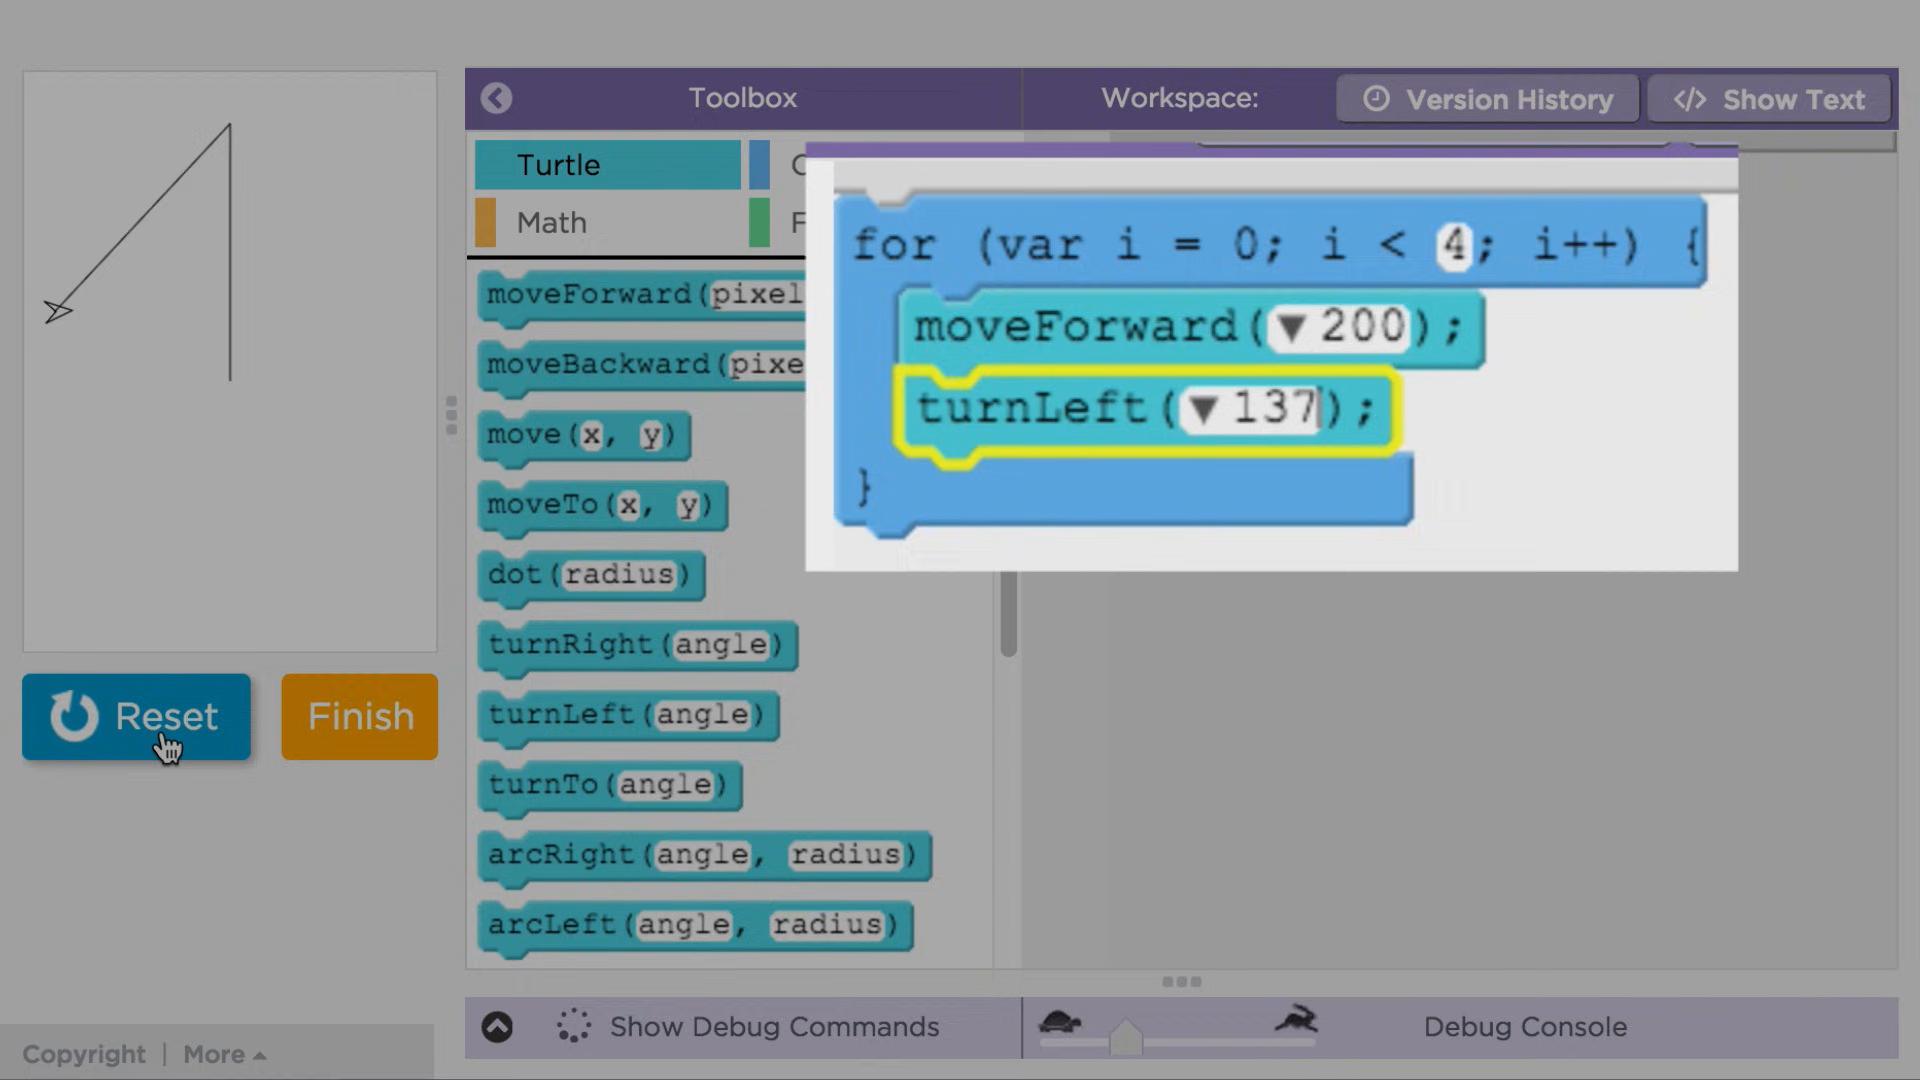 Toolbox
Workspace:
Version History
Show Text
Turtle
Math
for (var i = 0; i < 4; i++) {
moveForward(▼ 200);
turnLeft(▼ 137);
}
moveForward(pixel
moveBackward(pixe
move(x, y)
moveTo(x, y)
dot(radius)
turnRight(angle)
turnLeft(angle)
turnTo(angle)
arcRight(angle, radius)
arcLeft(angle, radius)
Reset
Finish
Show Debug Commands
Debug Console
Copyright | More